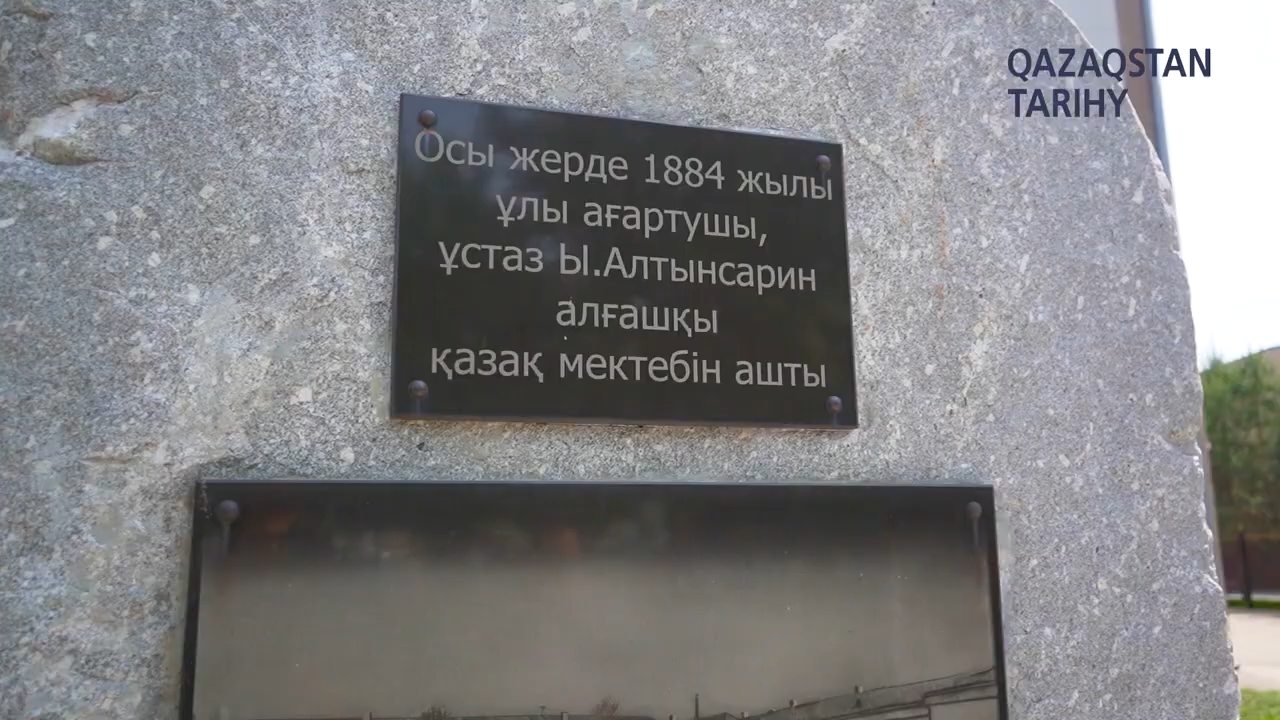 QAZAQSTAN
TARIHY
Осы жерде 1884 жылы
ұлы ағартушы,
ұстаз Ы.Алтынсарин
алғашқы
қазақ мектебін ашты